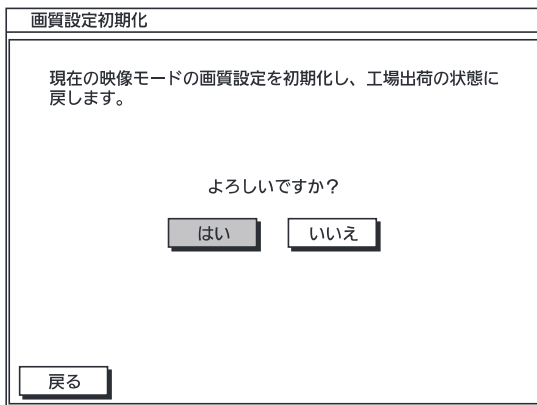 画質設定初期化
現在の映像モードの画質設定を初期化し、工場出荷の状態に
戻します。
よろしいですか?
はい
いいえ
戻る